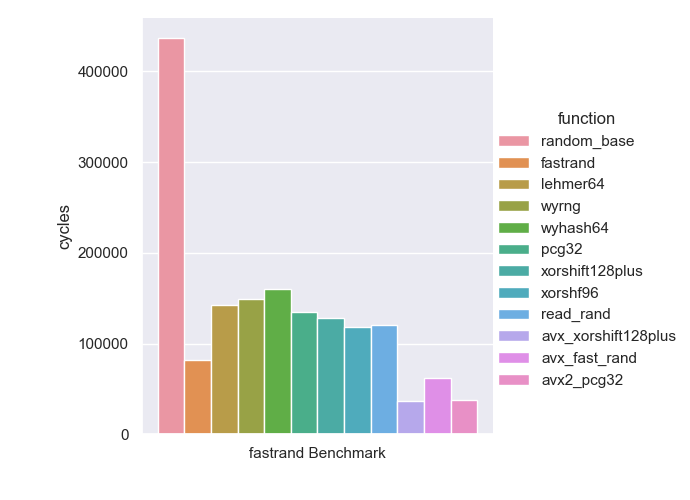 cycles
400000
300000
200000
100000
0
fastrand Benchmark
function
random_base
fastrand
lehmer64
wyrng
wyhash64
pcg32
xorshift128plus
xorshf96
read_rand
avx_xorshift128plus
avx_fast_rand
avx2_pcg32